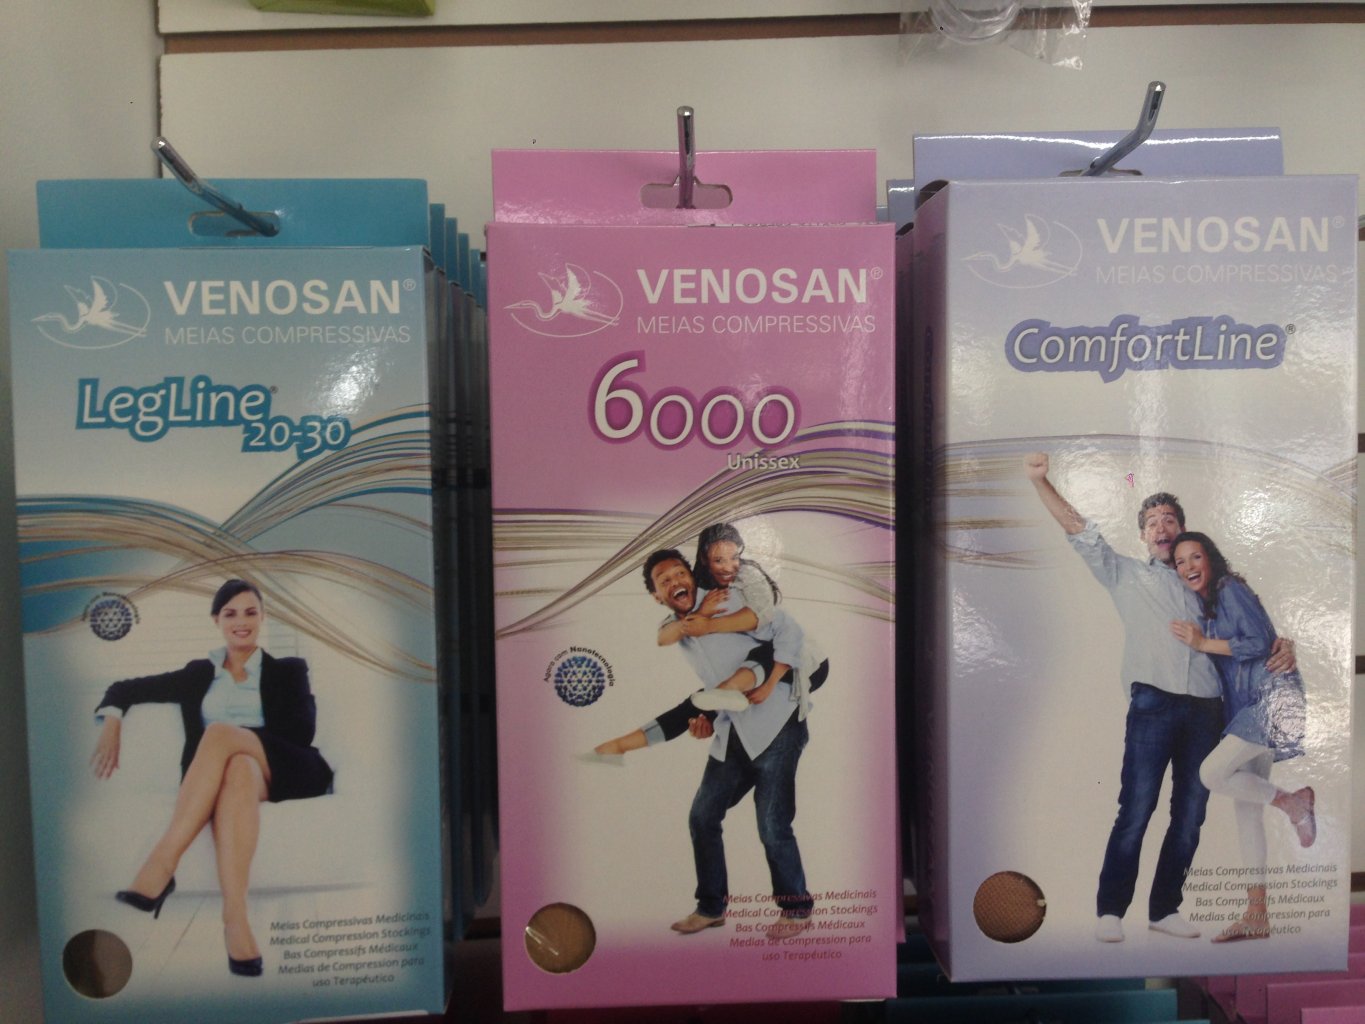 VENOSAN®
MEIAS COMPRESSIVAS
LegLine®
20-30
Meias Compressivas Medicinais
Medical Compression Stockings
Bas Compressifs Médicaux
Medias de Compression para
uso Terapéutico
VENOSAN®
MEIAS COMPRESSIVAS
6000
Unissex
Agora com Nanotecnologia
Meias Compressivas Medicinais
Medical Compression Stockings
Bas Compressifs Médicaux
Medias de Compression para
uso Terapéutico
VENOSAN®
MEIAS COMPRESSIVAS
ComfortLine®
Meias Compressivas Medicinais
Medical Compression Stockings
Bas Compressifs Médicaux
Medias de Compression para
uso Terapéutico